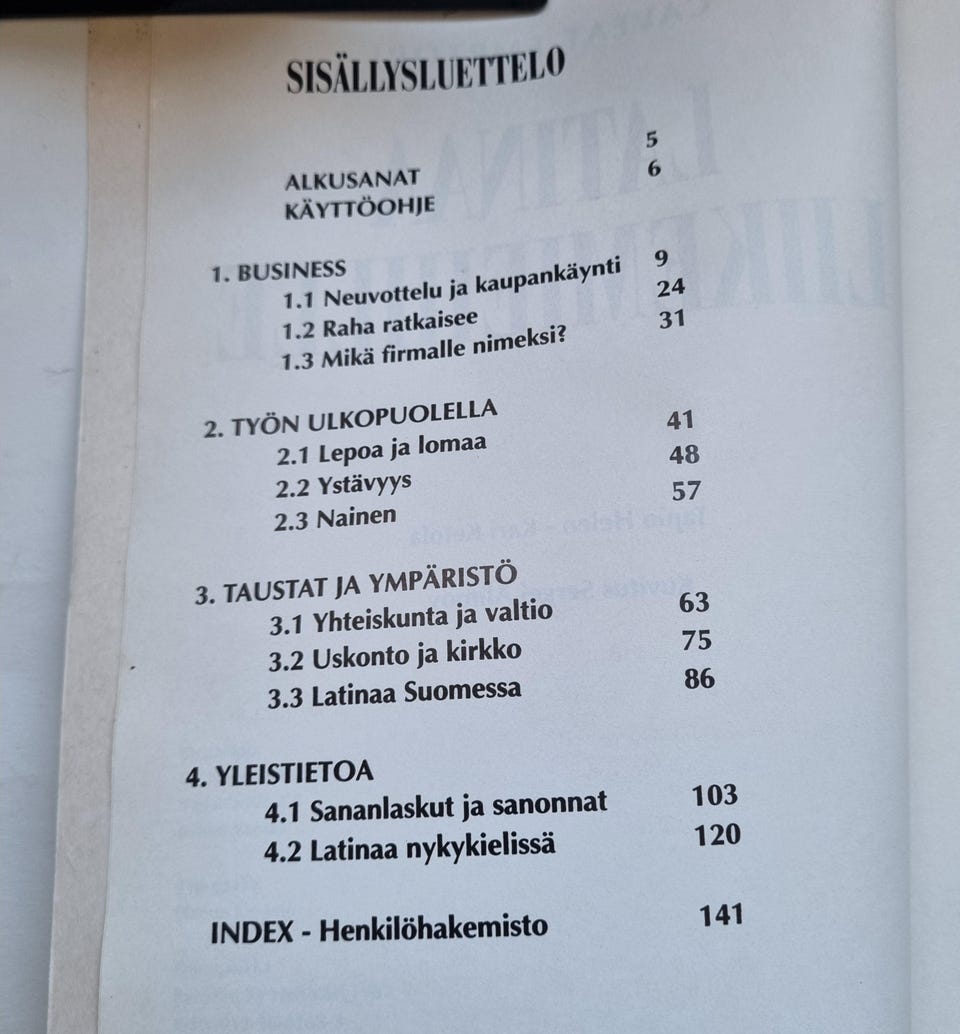 SISÄLLYSLUETTELO
ALKUSANAT 5
KÄYTTÖOHJE 6
1. BUSINESS
1.1 Neuvottelu ja kaupankäynti 9
1.2 Raha ratkaisee 24
1.3 Mikä firmalle nimeksi? 31
2. TYÖN ULKOPUOLELLA
2.1 Lepoa ja lomaa 41
2.2 Ystävyys 48
2.3 Nainen 57
3. TAUSTAT JA YMPÄRISTÖ
3.1 Yhteiskunta ja valtio 63
3.2 Uskonto ja kirkko 75
3.3 Latinaa Suomessa 86
4. YLEISTIETOA
4.1 Sananlaskut ja sanonnat 103
4.2 Latinaa nykykielissä 120
INDEX - Henkilöhakemisto 141